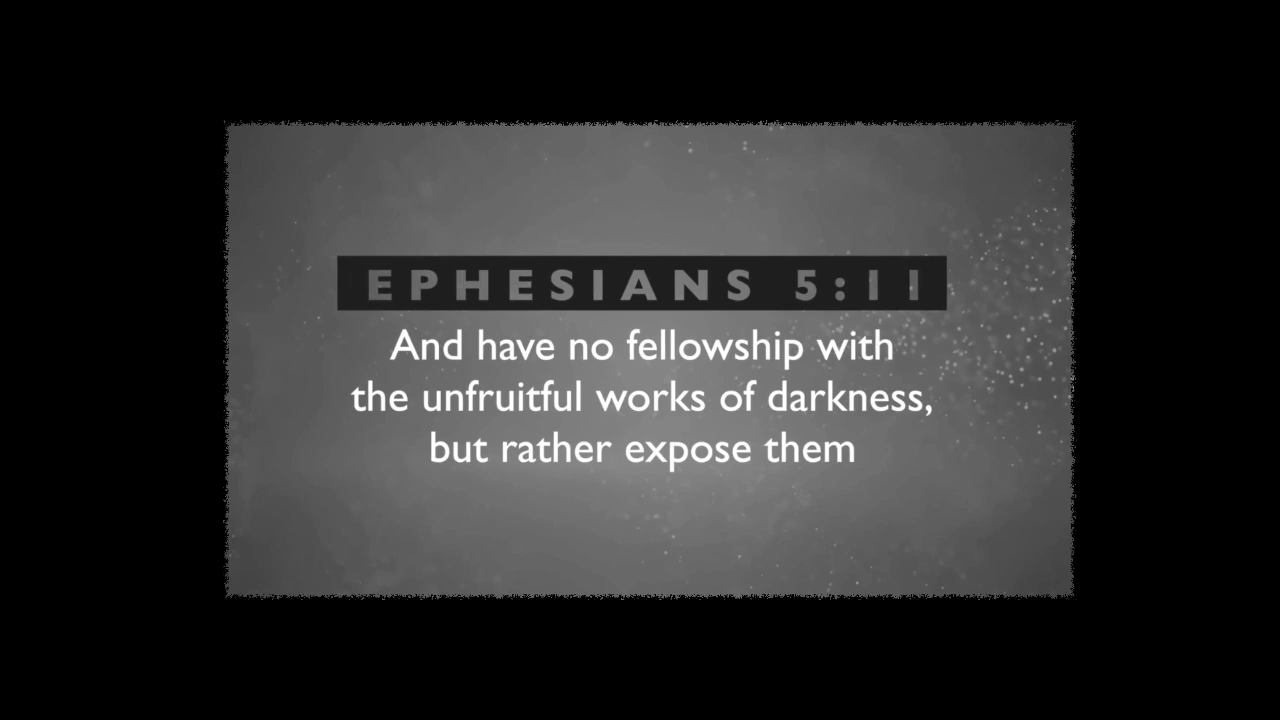 EPHESIANS 5:11
And have no fellowship with
the unfruitful works of darkness,
but rather expose them